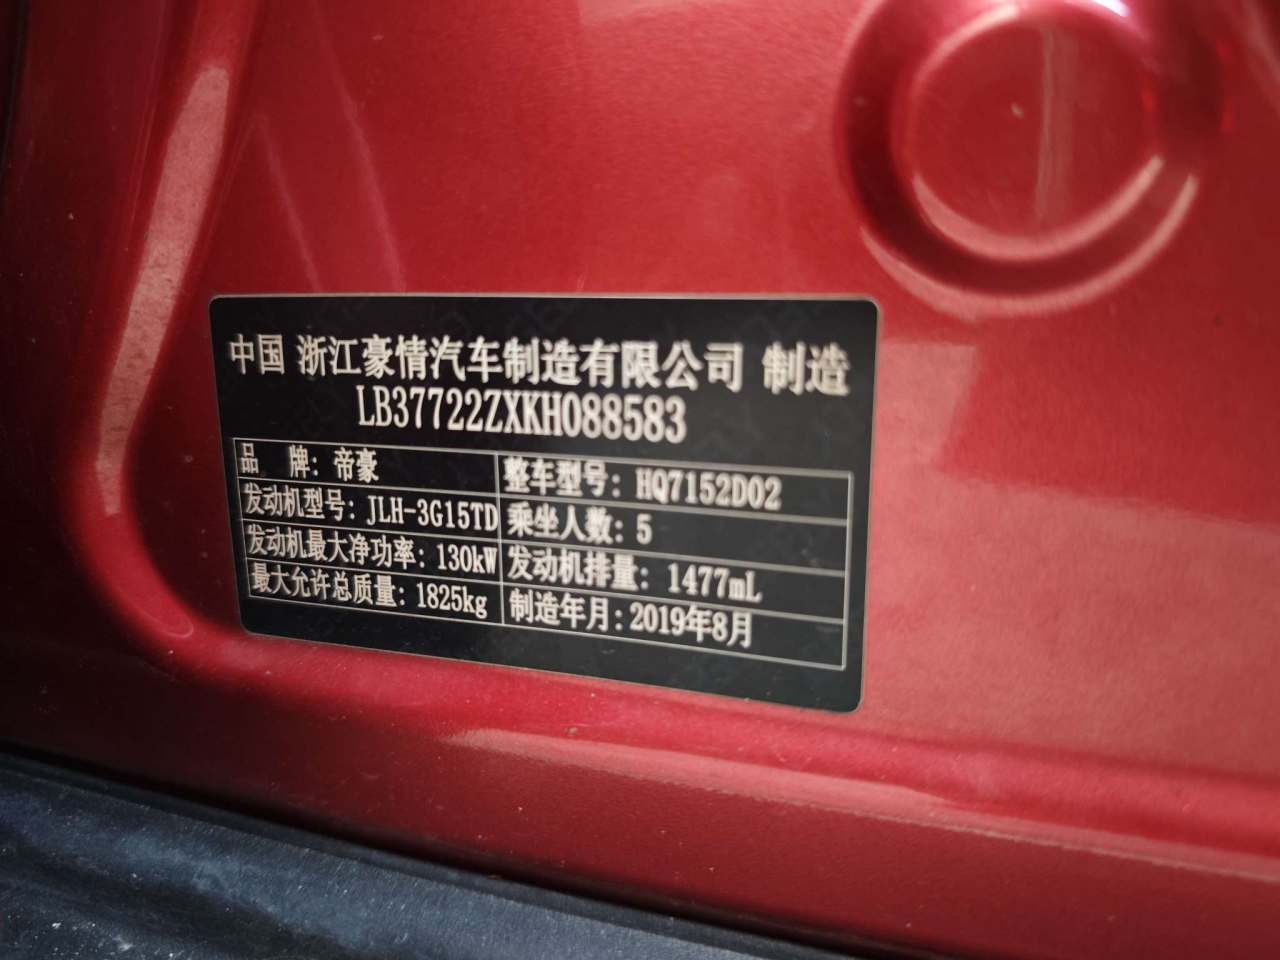 中国 浙江豪情汽车制造有限公司 制造
LB37722ZXKH088583
品 牌: 帝豪 整车型号: HQ7152D02
发动机型号: JLH-3G15TD 乘坐人数: 5
发动机最大净功率: 130kW 发动机排量: 1477mL
最大允许总质量: 1825kg 制造年月: 2019年8月